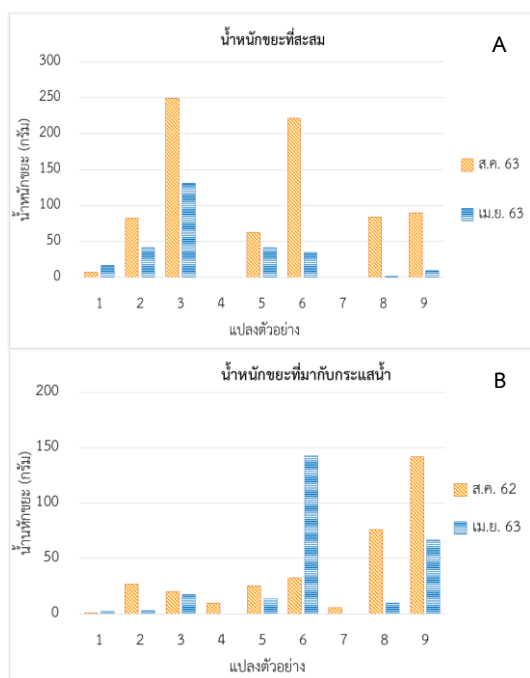 น้ำหนักขยะที่สะสม
A
300
250
200
150
100
50
0
น้ำหนักขยะ (กรัม)
1 2 3 4 5 6 7 8 9
แปลงตัวอย่าง
ส.ค. 63
เม.ย. 63
น้ำหนักขยะที่มากับกระแสน้ำ
B
200
150
100
50
0
น้ำนหักขยะ (กรัม)
1 2 3 4 5 6 7 8 9
แปลงตัวอย่าง
ส.ค. 62
เม.ย. 63